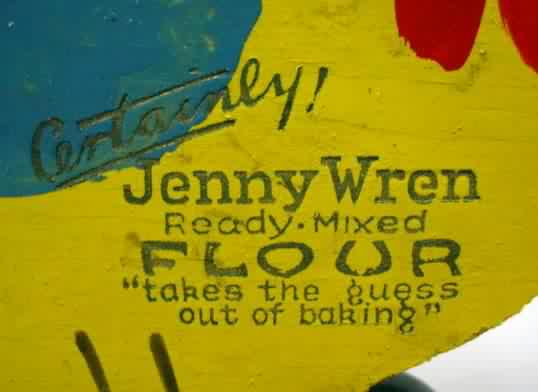 Certainly!
Jenny Wren
Ready-Mixed
FLOUR
"takes the guess
out of baking"